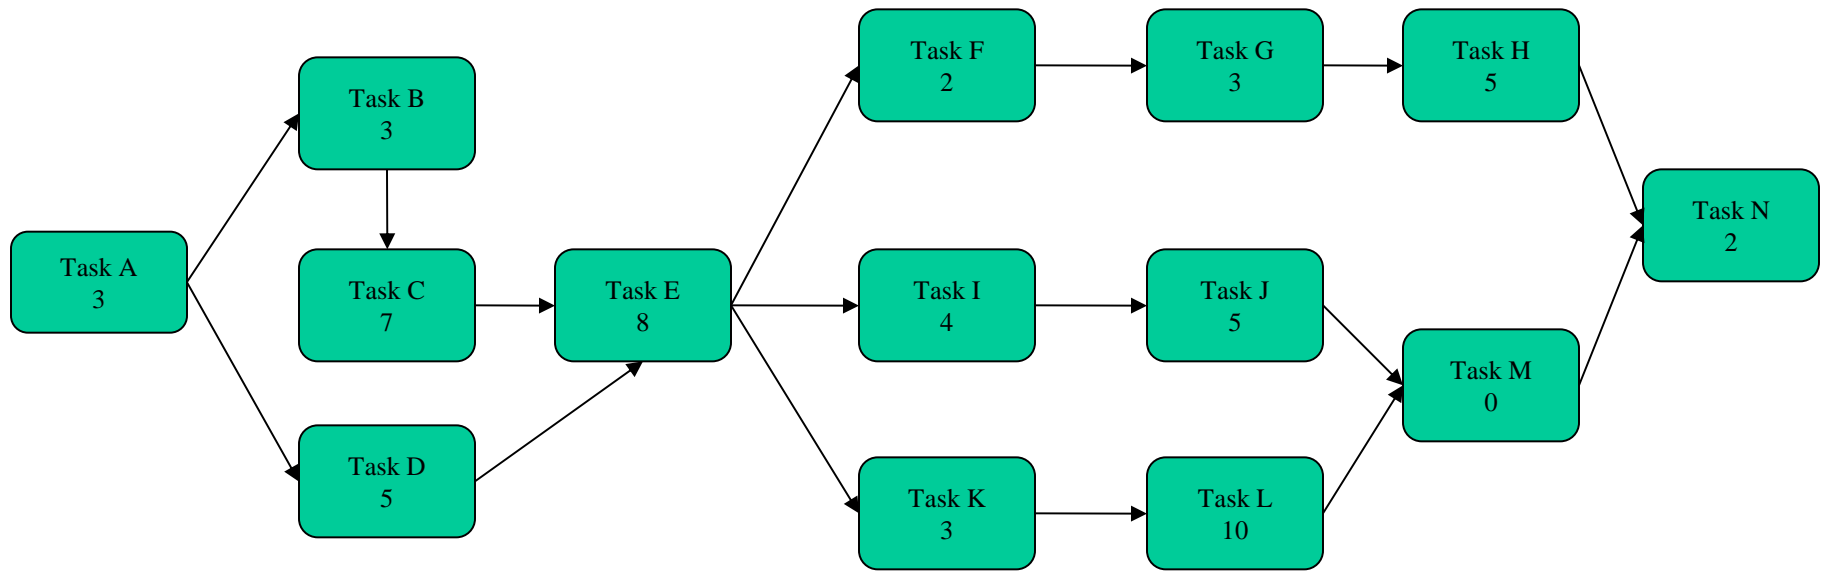 Task A
3
Task B
3
Task C
7
Task D
5
Task E
8
Task F
2
Task G
3
Task H
5
Task I
4
Task J
5
Task K
3
Task L
10
Task M
0
Task N
2